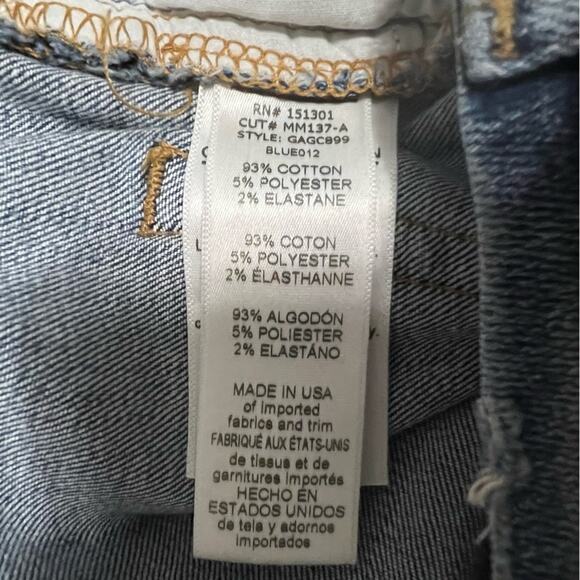 RN# 151301
CUT# MM137-A
STYLE: GAGC899
BLUE012
93% COTTON
5% POLYESTER
2% ELASTANE
93% COTON
5% POLYESTER
2% ÉLASTHANNE
93% ALGODÓN
5% POLIESTER
2% ELASTÁNO
MADE IN USA
of imported
fabrics and trim
FABRIQUÉ AUX ÉTATS-UNIS
de tissus et de
garnitures importés
HECHO EN
ESTADOS UNIDOS
de tela y adornos
importados